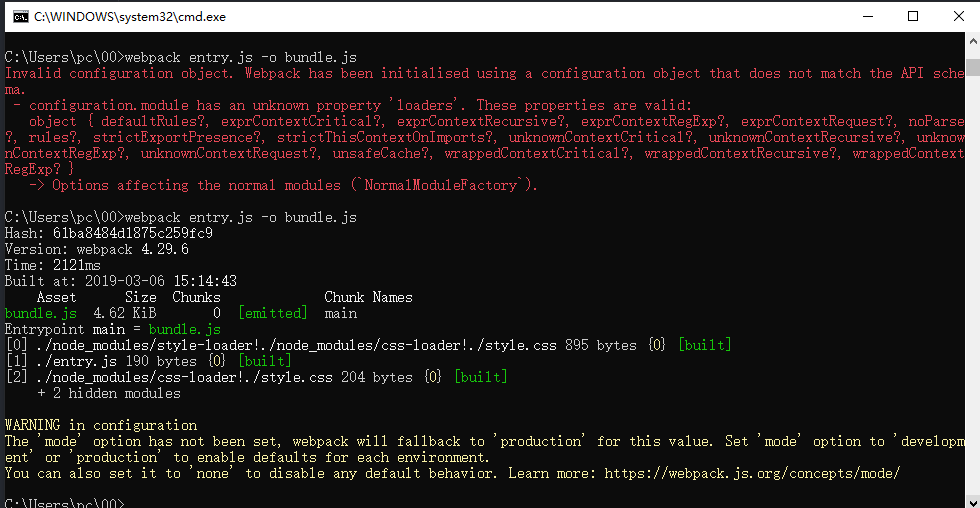 C:\WINDOWS\system32\cmd.exe
C:\Users\pc\00>webpack entry.js -o bundle.js
Invalid configuration object. Webpack has been initialised using a configuration object that does not match the API sche
ma.
 - configuration.module has an unknown property 'loaders'. These properties are valid:
   object { defaultRules?, exprContextCritical?, exprContextRecursive?, exprContextRegExp?, exprContextRequest?, noParse
?, rules?, strictExportPresence?, strictThisContextOnImports?, unknownContextCritical?, unknownContextRecursive?, unknow
nContextRegExp?, unknownContextRequest?, unsafeCache?, wrappedContextCritical?, wrappedContextRecursive?, wrappedContext
RegExp? }
   -> Options affecting the normal modules (`NormalModuleFactory`).
C:\Users\pc\00>webpack entry.js -o bundle.js
Hash: 61ba8484d1875c259fc9
Version: webpack 4.29.6
Time: 2121ms
Built at: 2019-03-06 15:14:43
    Asset      Size  Chunks             Chunk Names
bundle.js  4.62 KiB       0  [emitted]  main
Entrypoint main = bundle.js
[0] ./node_modules/style-loader!./node_modules/css-loader!./style.css 895 bytes {0} [built]
[1] ./entry.js 190 bytes {0} [built]
[2] ./node_modules/css-loader!./style.css 204 bytes {0} [built]
    + 2 hidden modules
WARNING in configuration
The 'mode' option has not been set, webpack will fallback to 'production' for this value. Set 'mode' option to 'developm
ent' or 'production' to enable defaults for each environment.
You can also set it to 'none' to disable any default behavior. Learn more: https://webpack.js.org/concepts/mode/
C:\Users\pc\00>